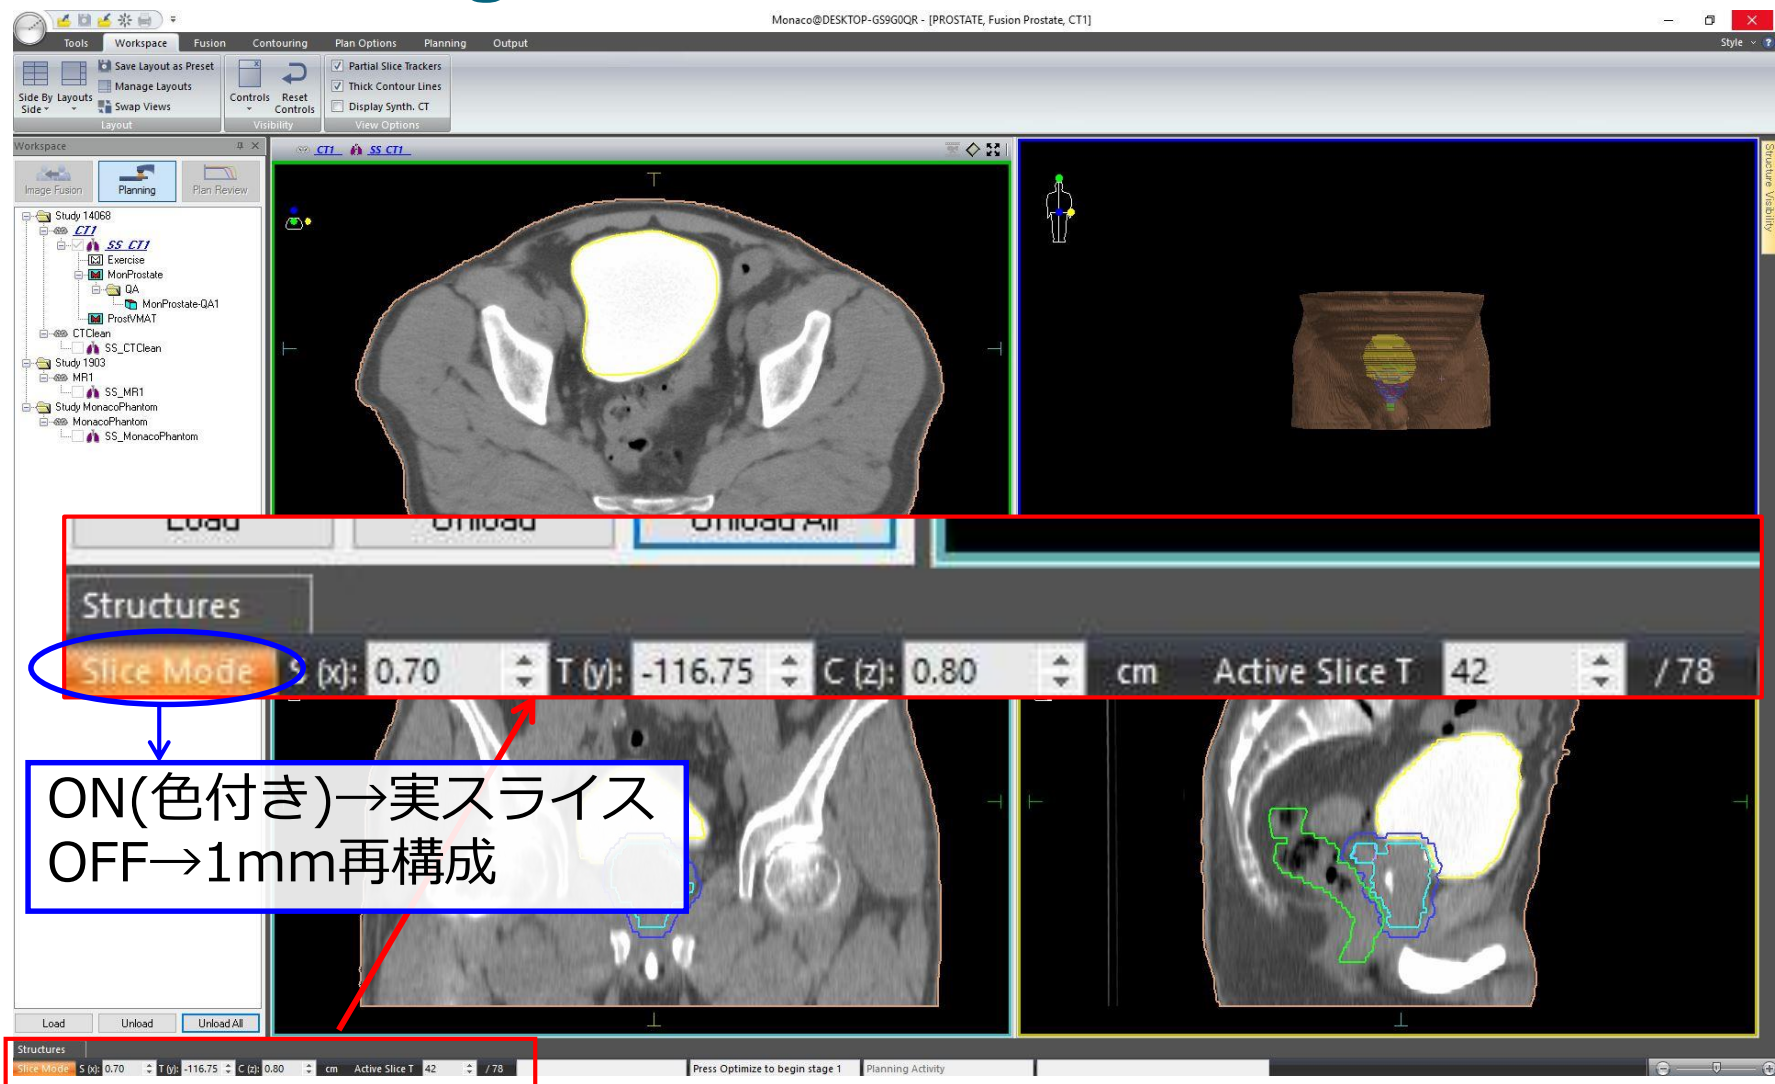 Monaco@DESKTOP-GS9G0QR - [PROSTATE, Fusion Prostate, CT1]
Tools Workspace Fusion Contouring Plan Options Planning Output
Style
Side By Side
Layouts
Save Layout as Preset
Manage Layouts
Swap Views
Layout
Controls
Reset Controls
Visibility
Partial Slice Trackers
Thick Contour Lines
Display Synth. CT
View Options
Workspace
Image Fusion
Planning
Plan Review
Study 14068
CT1
SS_CT1
Exercise
MonProstate
QA
MonProstate-QA1
ProstVMAT
CTClean
SS_CTClean
Study 1903
MR1
SS_MR1
Study MonacoPhantom
MonacoPhantom
SS_MonacoPhantom
CT1 SS_CT1
Structure Visibility
Load Unload Unload All
Structures
Slice Mode S (x): 0.70 T (y): -116.75 C (z): 0.80 cm Active Slice T 42 / 78
ON(色付き)→実スライス
OFF→1mm再構成
Load Unload Unload All
Structures
Slice Mode S (x): 0.70 T (y): -116.75 C (z): 0.80 cm Active Slice T 42 / 78
Press Optimize to begin stage 1
Planning Activity